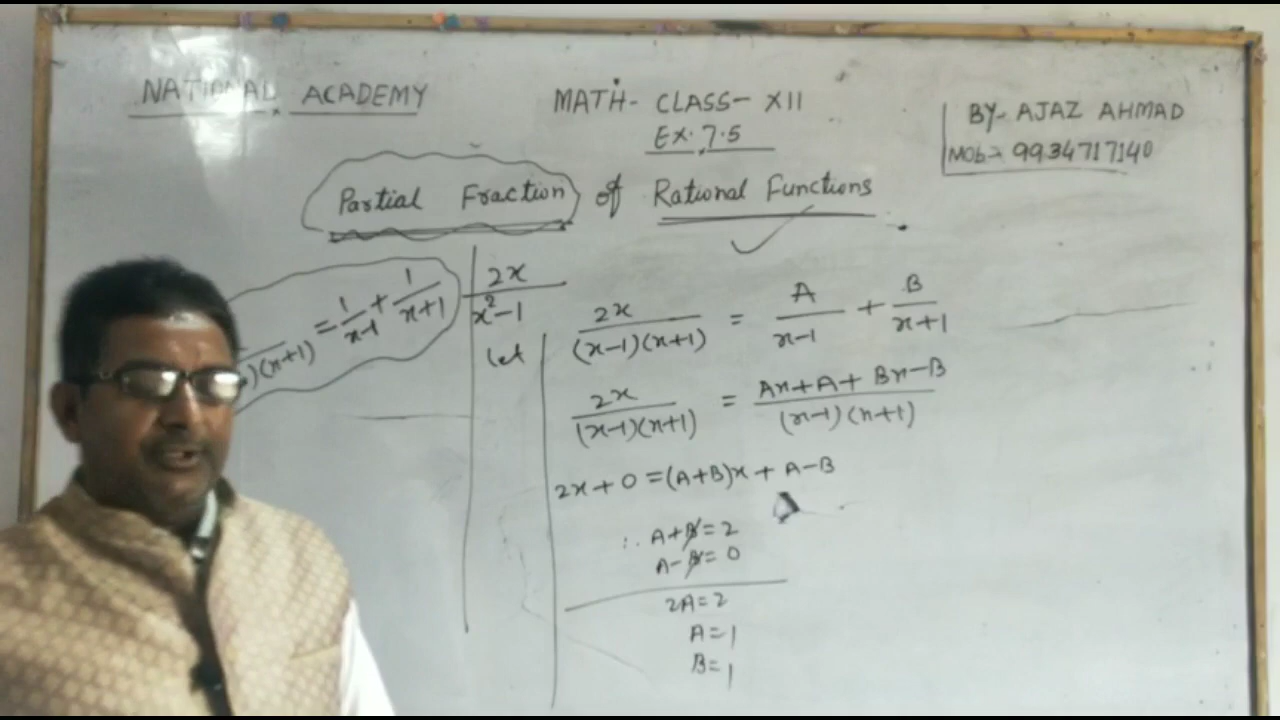 NATIONAL ACADEMY
MATH- CLASS- XII
EX. 7.5
BY- AJAZ AHMAD
Mob- 9934717140
Partial Fraction of Rational Functions
)(x+1) = 1/x-1 + 1/x+1
2x/x²-1
Let
2x/(x-1)(x+1) = A/x-1 + B/x+1
2x/(x-1)(x+1) = Ax+A+Bx-B/(x-1)(x+1)
2x+0=(A+B)x+A-B
∴ A+B=2
A-B=0
2A=2
A=1
B=1